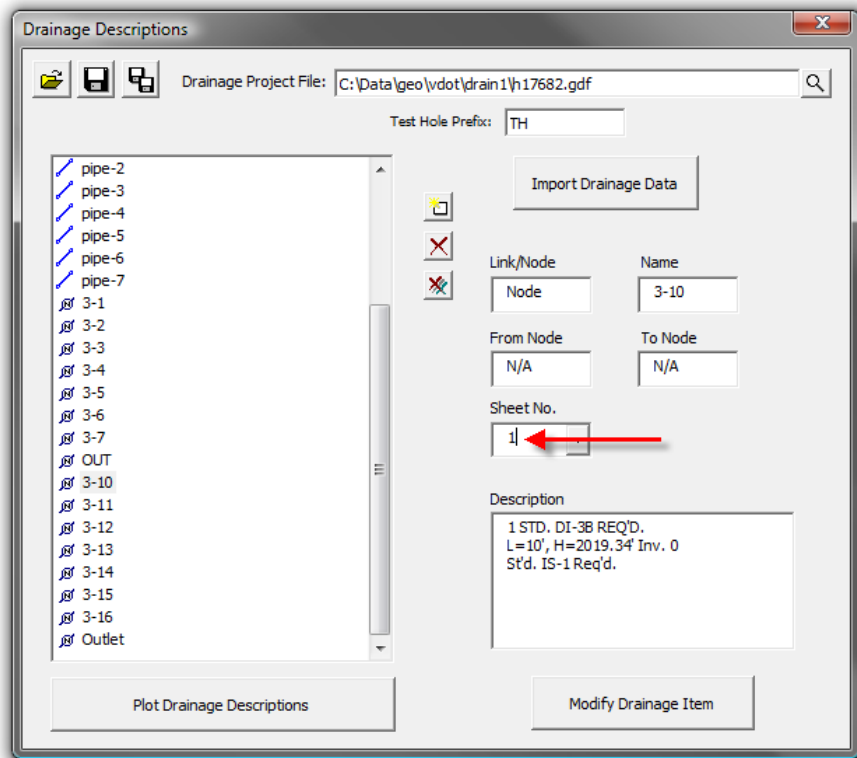 Drainage Descriptions
Drainage Project File: C:\Data\geo\vdot\drain1\h17682.gdf
Test Hole Prefix: TH
pipe-2
pipe-3
pipe-4
pipe-5
pipe-6
pipe-7
3-1
3-2
3-3
3-4
3-5
3-6
3-7
OUT
3-10
3-11
3-12
3-13
3-14
3-15
3-16
Outlet
Plot Drainage Descriptions
Import Drainage Data
Link/Node Name
Node 3-10
From Node To Node
N/A N/A
Sheet No.
1
Description
1 STD. DI-3B REQ'D.
L=10', H=2019.34' Inv. 0
St'd. IS-1 Req'd.
Modify Drainage Item